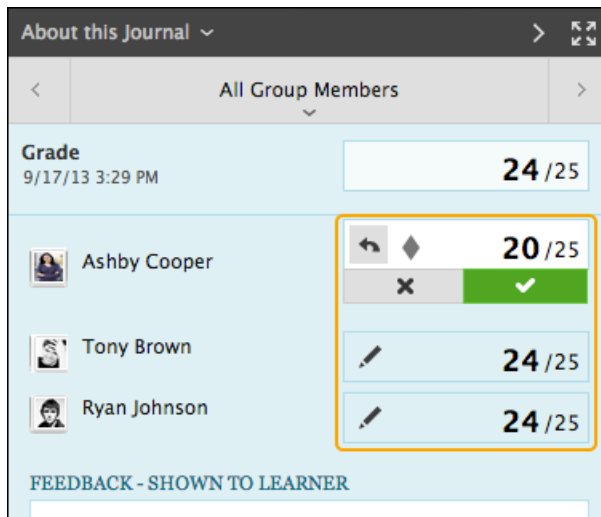 About this Journal
All Group Members
Grade
9/17/13 3:29 PM
24/25
Ashby Cooper
20/25
Tony Brown
24/25
Ryan Johnson
24/25
FEEDBACK - SHOWN TO LEARNER